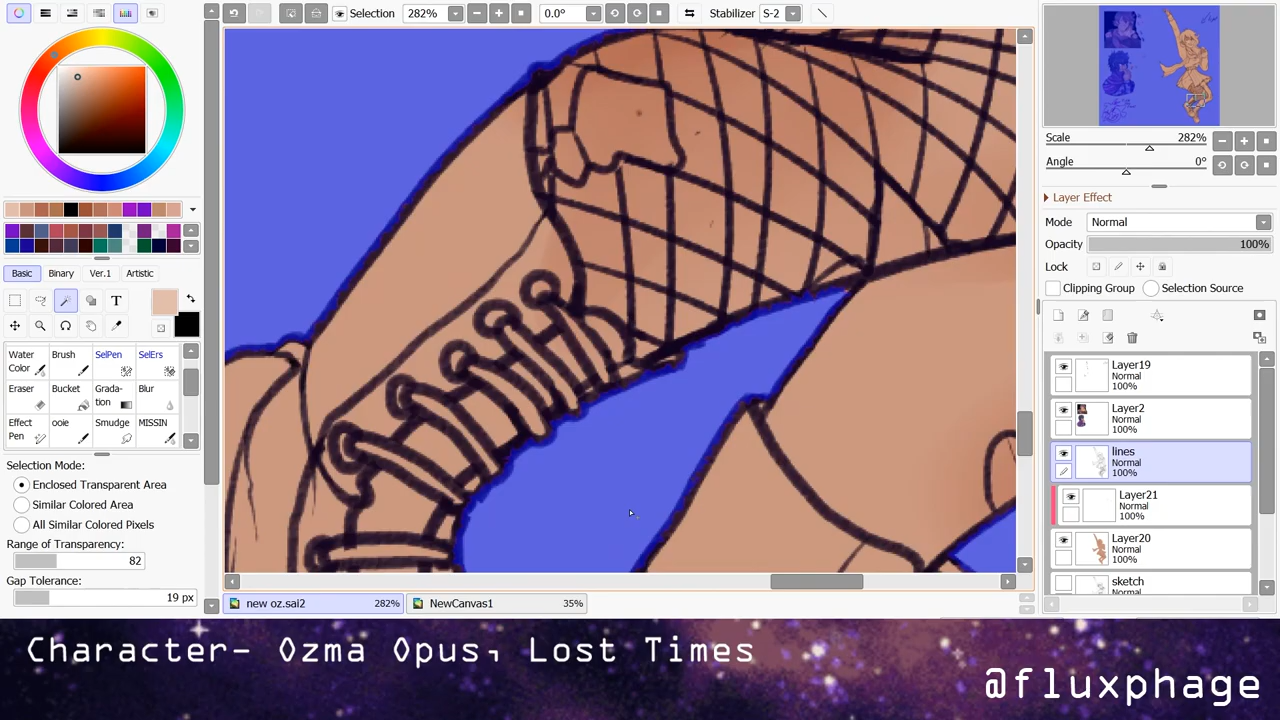 Selection 282% 0.0° Stabilizer S-2
Basic Binary Ver.1 Artistic
T
Water Color Brush SelPen SelErs
Eraser Bucket Grada-tion Blur
Effect Pen ooie Smudge MISSIN
Selection Mode:
Enclosed Transparent Area
Similar Colored Area
All Similar Colored Pixels
Range of Transparency:
82
Gap Tolerance:
19 px
new oz.sai2 282% NewCanvas1 35%
Scale 282%
Angle 0°
Layer Effect
Mode Normal
Opacity 100%
Lock
Clipping Group Selection Source
Layer19
Normal
100%
Layer2
Normal
100%
lines
Normal
100%
Layer21
Normal
100%
Layer20
Normal
100%
sketch
Normal
Character- Ozma Opus, Lost Times
@fluxphage